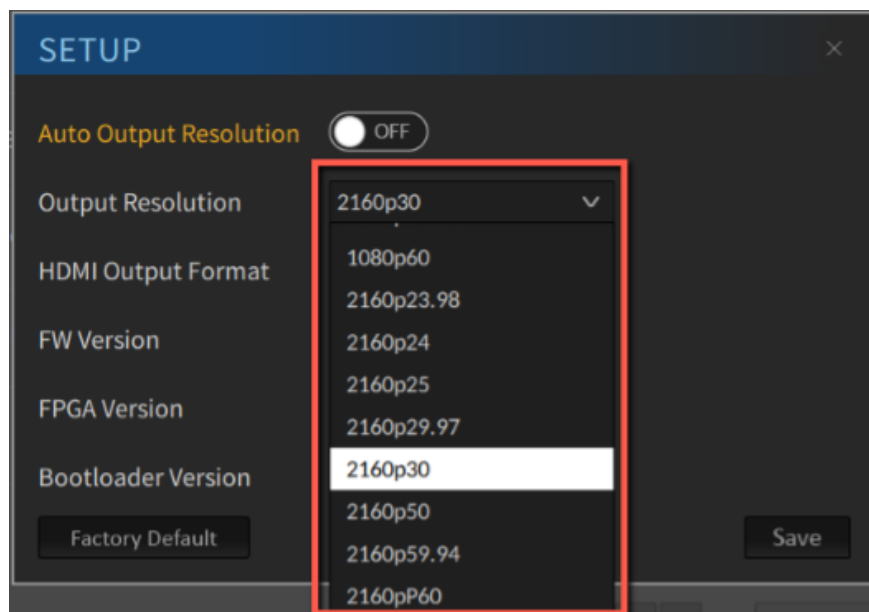 SETUP
Auto Output Resolution OFF
Output Resolution 2160p30
1080p60
HDMI Output Format
2160p23.98
FW Version 2160p24
2160p25
FPGA Version
2160p29.97
Bootloader Version 2160p30
2160p50
Factory Default Save
2160p59.94
2160pP60